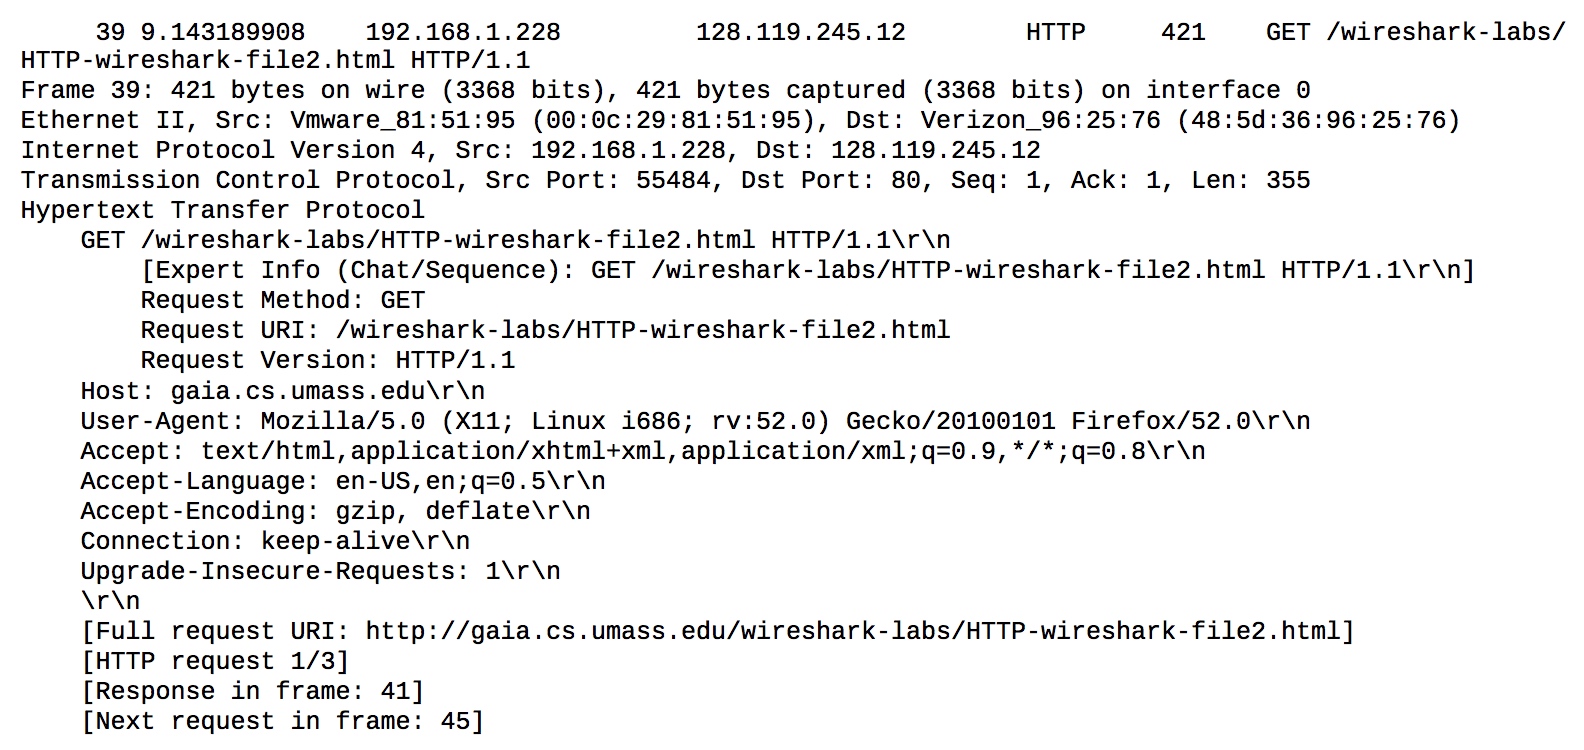 39 9.143189908 192.168.1.228 128.119.245.12 HTTP 421 GET /wireshark-labs/
HTTP-wireshark-file2.html HTTP/1.1
Frame 39: 421 bytes on wire (3368 bits), 421 bytes captured (3368 bits) on interface 0
Ethernet II, Src: Vmware_81:51:95 (00:0c:29:81:51:95), Dst: Verizon_96:25:76 (48:5d:36:96:25:76)
Internet Protocol Version 4, Src: 192.168.1.228, Dst: 128.119.245.12
Transmission Control Protocol, Src Port: 55484, Dst Port: 80, Seq: 1, Ack: 1, Len: 355
Hypertext Transfer Protocol
GET /wireshark-labs/HTTP-wireshark-file2.html HTTP/1.1\r\n
[Expert Info (Chat/Sequence): GET /wireshark-labs/HTTP-wireshark-file2.html HTTP/1.1\r\n]
Request Method: GET
Request URI: /wireshark-labs/HTTP-wireshark-file2.html
Request Version: HTTP/1.1
Host: gaia.cs.umass.edu\r\n
User-Agent: Mozilla/5.0 (X11; Linux i686; rv:52.0) Gecko/20100101 Firefox/52.0\r\n
Accept: text/html,application/xhtml+xml,application/xml;q=0.9,*/*;q=0.8\r\n
Accept-Language: en-US,en;q=0.5\r\n
Accept-Encoding: gzip, deflate\r\n
Connection: keep-alive\r\n
Upgrade-Insecure-Requests: 1\r\n
\r\n
[Full request URI: http://gaia.cs.umass.edu/wireshark-labs/HTTP-wireshark-file2.html]
[HTTP request 1/3]
[Response in frame: 41]
[Next request in frame: 45]